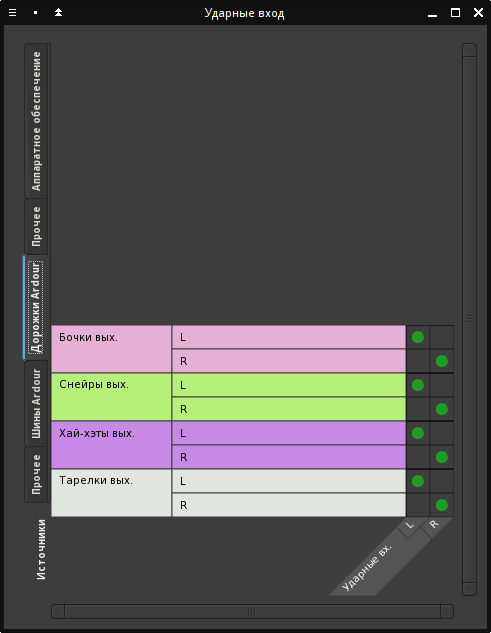 Ударные вход
Аппаратное обеспечение
Прочее
Дорожки Ardour
Шины Ardour
Прочее
Источники
Бочки вых.
L
R
Снейры вых.
L
R
Хай-хэты вых.
L
R
Тарелки вых.
L
R
L
R
Ударные вх.